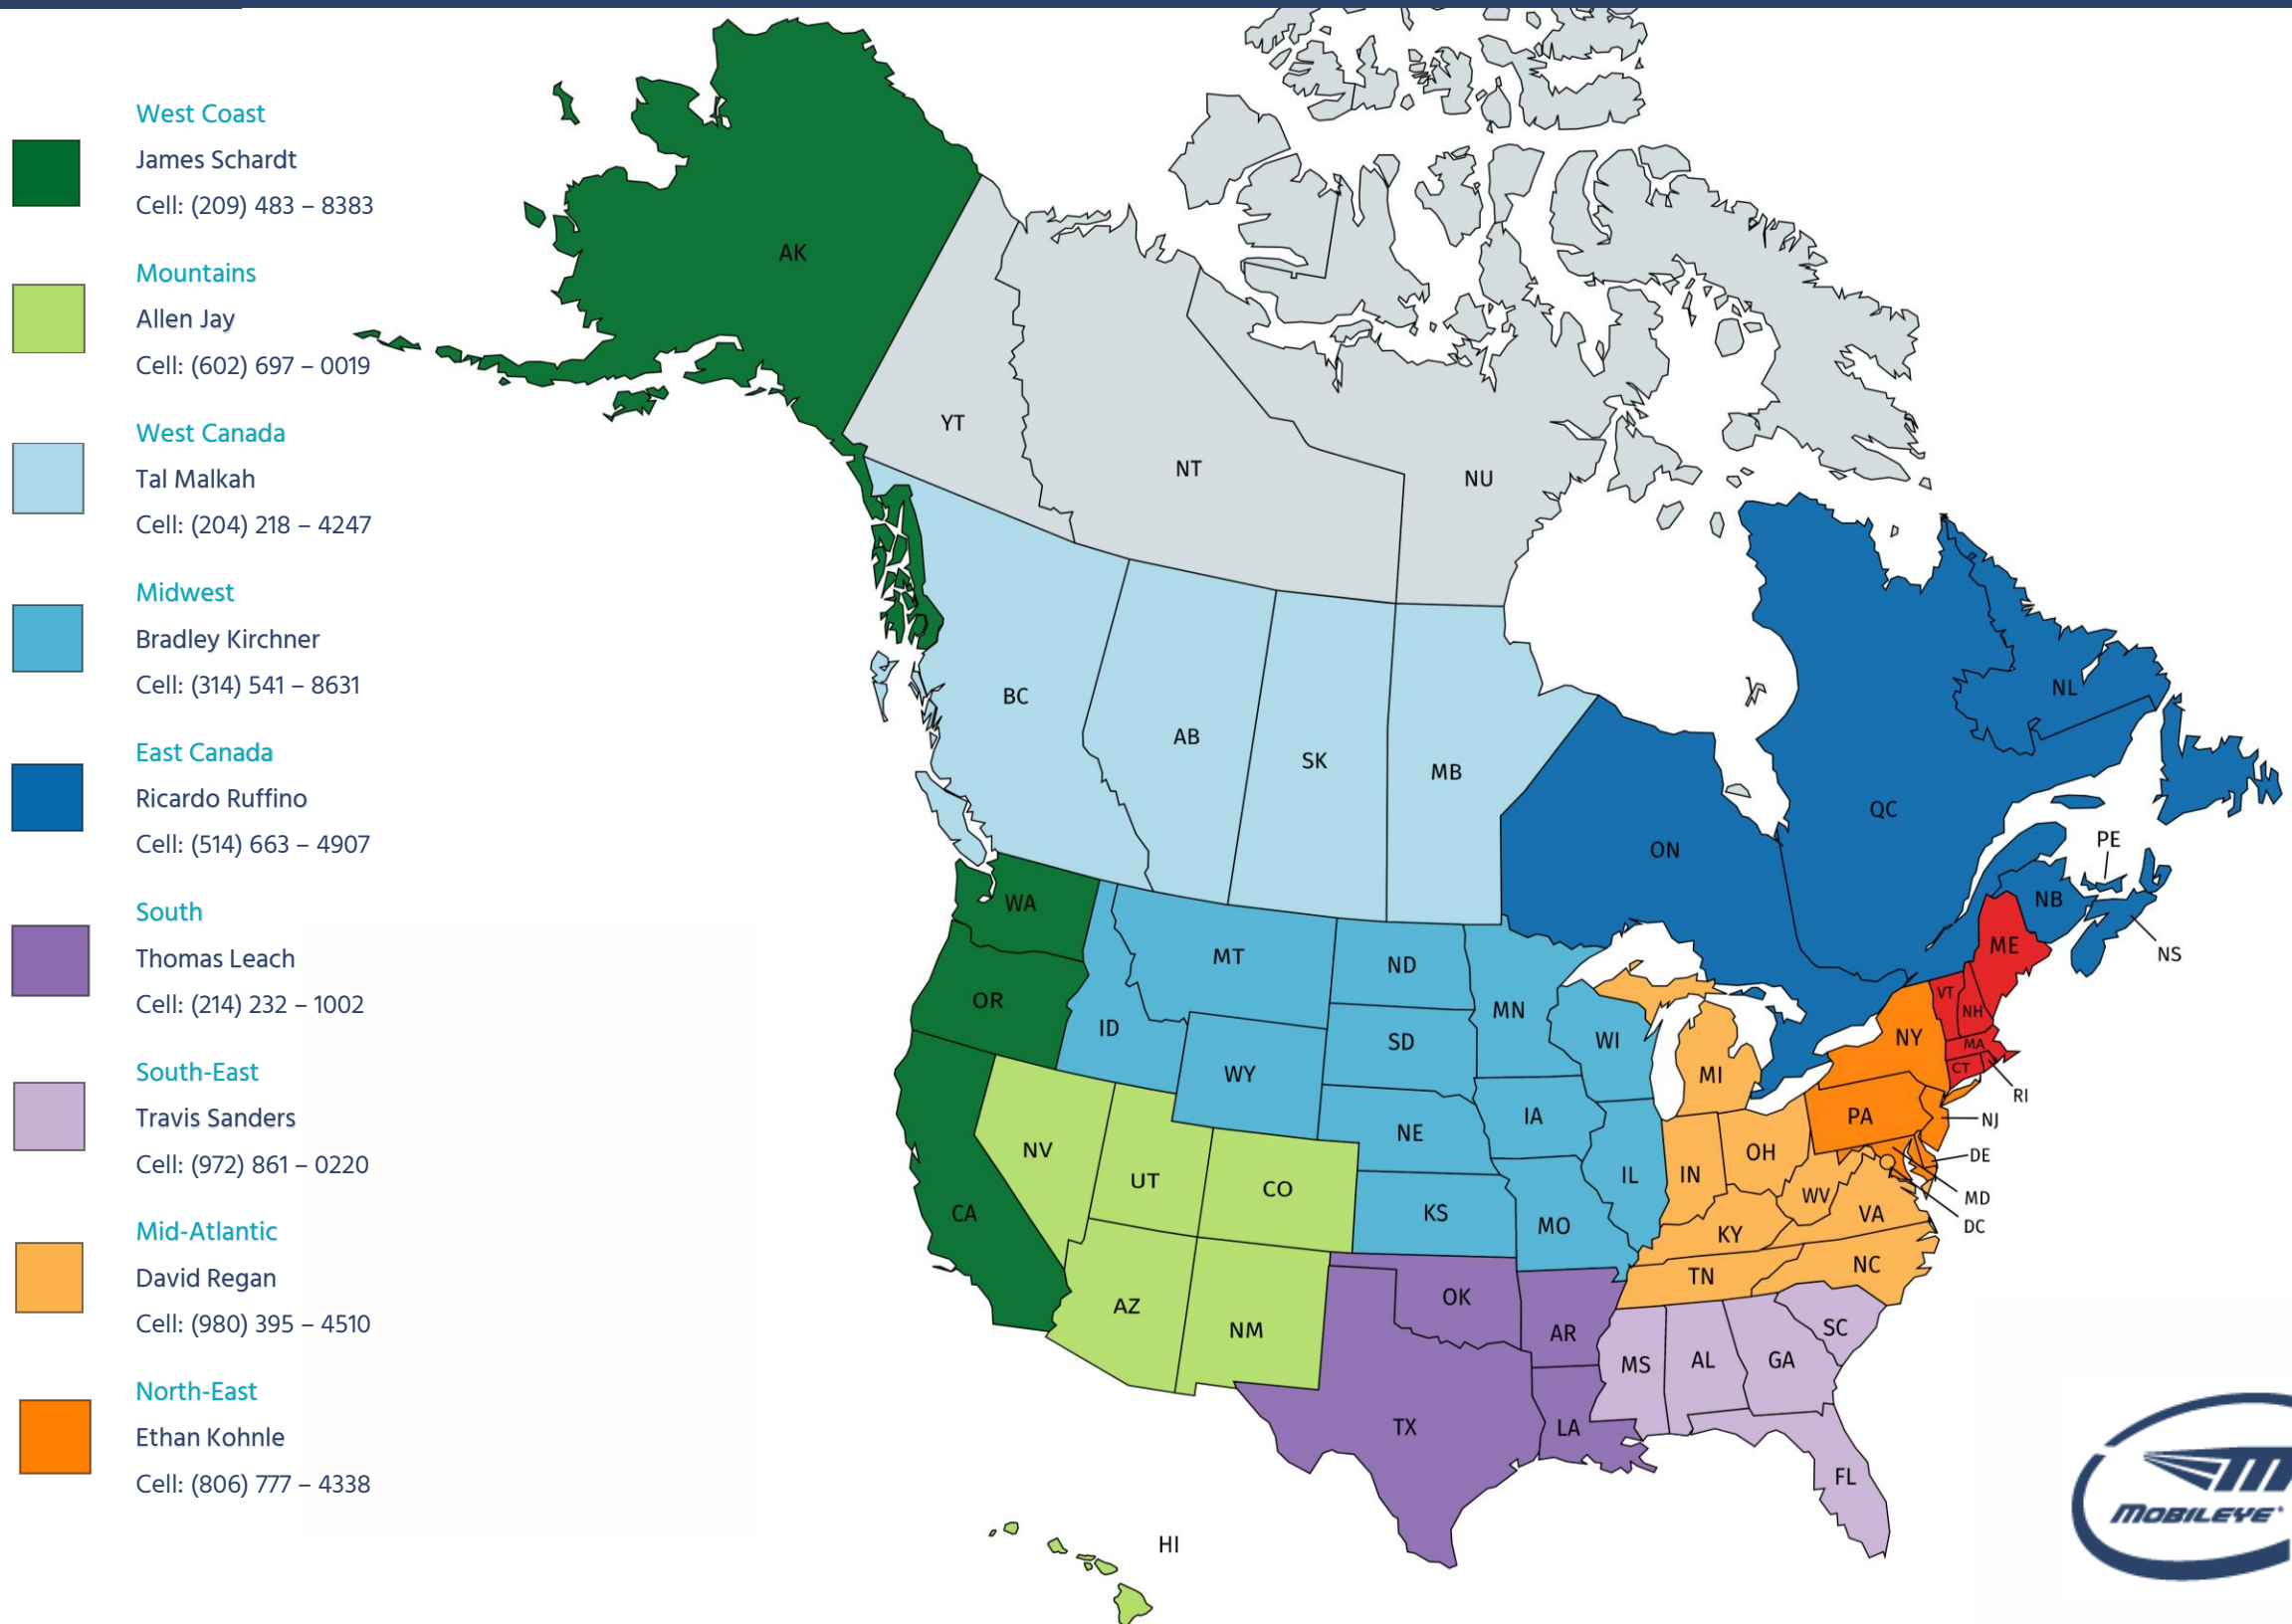 West Coast
James Schardt
Cell: (209) 483 – 8383
Mountains
Allen Jay
Cell: (602) 697 – 0019
West Canada
Tal Malkah
Cell: (204) 218 – 4247
Midwest
Bradley Kirchner
Cell: (314) 541 – 8631
East Canada
Ricardo Ruffino
Cell: (514) 663 – 4907
South
Thomas Leach
Cell: (214) 232 – 1002
South-East
Travis Sanders
Cell: (972) 861 – 0220
Mid-Atlantic
David Regan
Cell: (980) 395 – 4510
North-East
Ethan Kohnle
Cell: (806) 777 – 4338
AK
YT
NT
NU
BC
AB
SK
MB
ON
QC
NL
PE
NB
NS
WA
OR
CA
MT
ID
WY
ND
SD
NE
KS
MN
IA
MO
WI
IL
NV
UT
CO
AZ
NM
OK
TX
AR
LA
MI
IN
OH
KY
WV
VA
TN
NC
MS
AL
GA
SC
FL
ME
VT
NH
MA
CT
RI
NY
PA
NJ
DE
MD
DC
HI
MOBILEYE